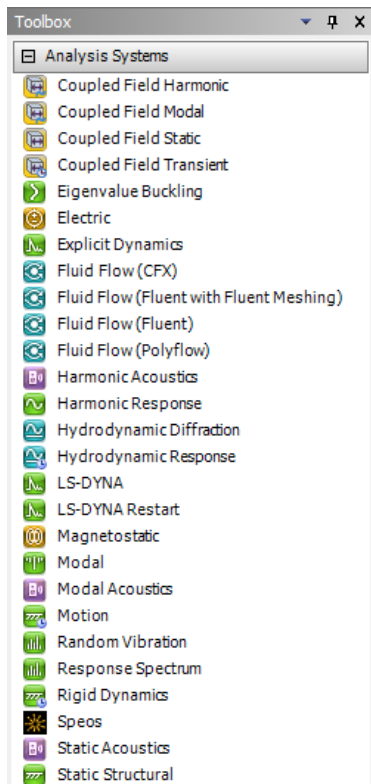 Toolbox
Analysis Systems
Coupled Field Harmonic
Coupled Field Modal
Coupled Field Static
Coupled Field Transient
Eigenvalue Buckling
Electric
Explicit Dynamics
Fluid Flow (CFX)
Fluid Flow (Fluent with Fluent Meshing)
Fluid Flow (Fluent)
Fluid Flow (Polyflow)
Harmonic Acoustics
Harmonic Response
Hydrodynamic Diffraction
Hydrodynamic Response
LS-DYNA
LS-DYNA Restart
Magnetostatic
Modal
Modal Acoustics
Motion
Random Vibration
Response Spectrum
Rigid Dynamics
Speos
Static Acoustics
Static Structural